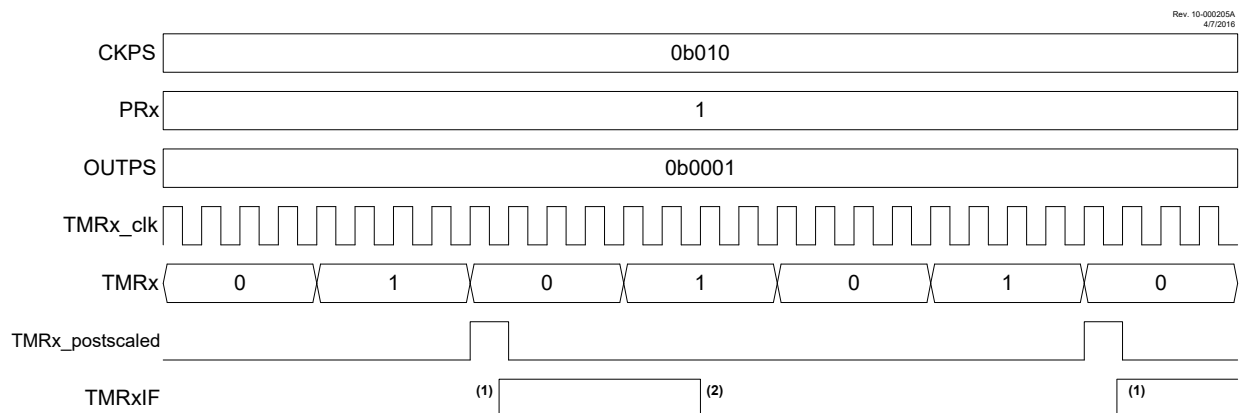 Rev. 10-000205A
4/7/2016
CKPS 0b010
PRx 1
OUTPS 0b0001
TMRx_clk
TMRx 0 1 0 1 0 1 0
TMRx_postscaled
TMRxIF (1) (2) (1)